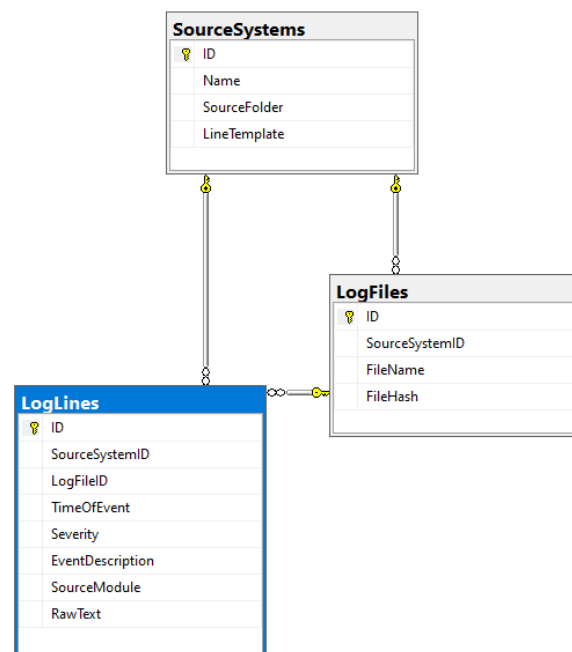 SourceSystems
ID
Name
SourceFolder
LineTemplate
LogFiles
ID
SourceSystemID
FileName
FileHash
LogLines
ID
SourceSystemID
LogFileID
TimeOfEvent
Severity
EventDescription
SourceModule
RawText